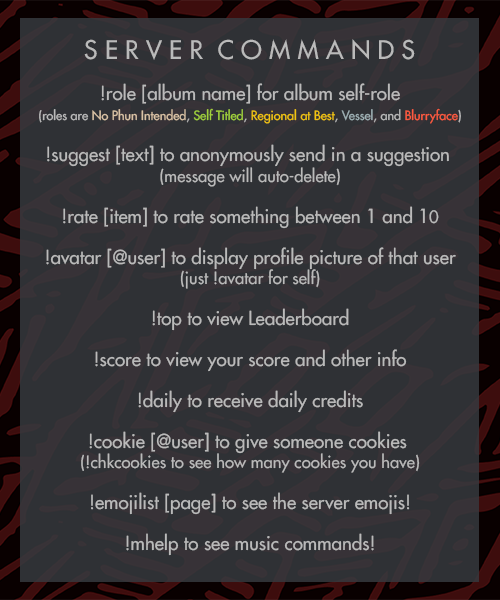 SERVER COMMANDS
!role [album name] for album self-role
(roles are No Phun Intended, Self Titled, Regional at Best, Vessel, and Blurryface)
!suggest [text] to anonymously send in a suggestion
(message will auto-delete)
!rate [item] to rate something between 1 and 10
!avatar [@user] to display profile picture of that user
(just !avatar for self)
!top to view Leaderboard
!score to view your score and other info
!daily to receive daily credits
!cookie [@user] to give someone cookies
(!chkcookies to see how many cookies you have)
!emojilist [page] to see the server emojis!
!mhelp to see music commands!